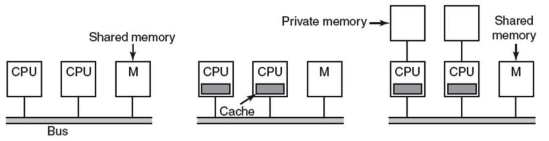 Shared memory
CPU CPU M
Bus
CPU CPU M
Cache
Private memory
Shared
memory
CPU CPU M